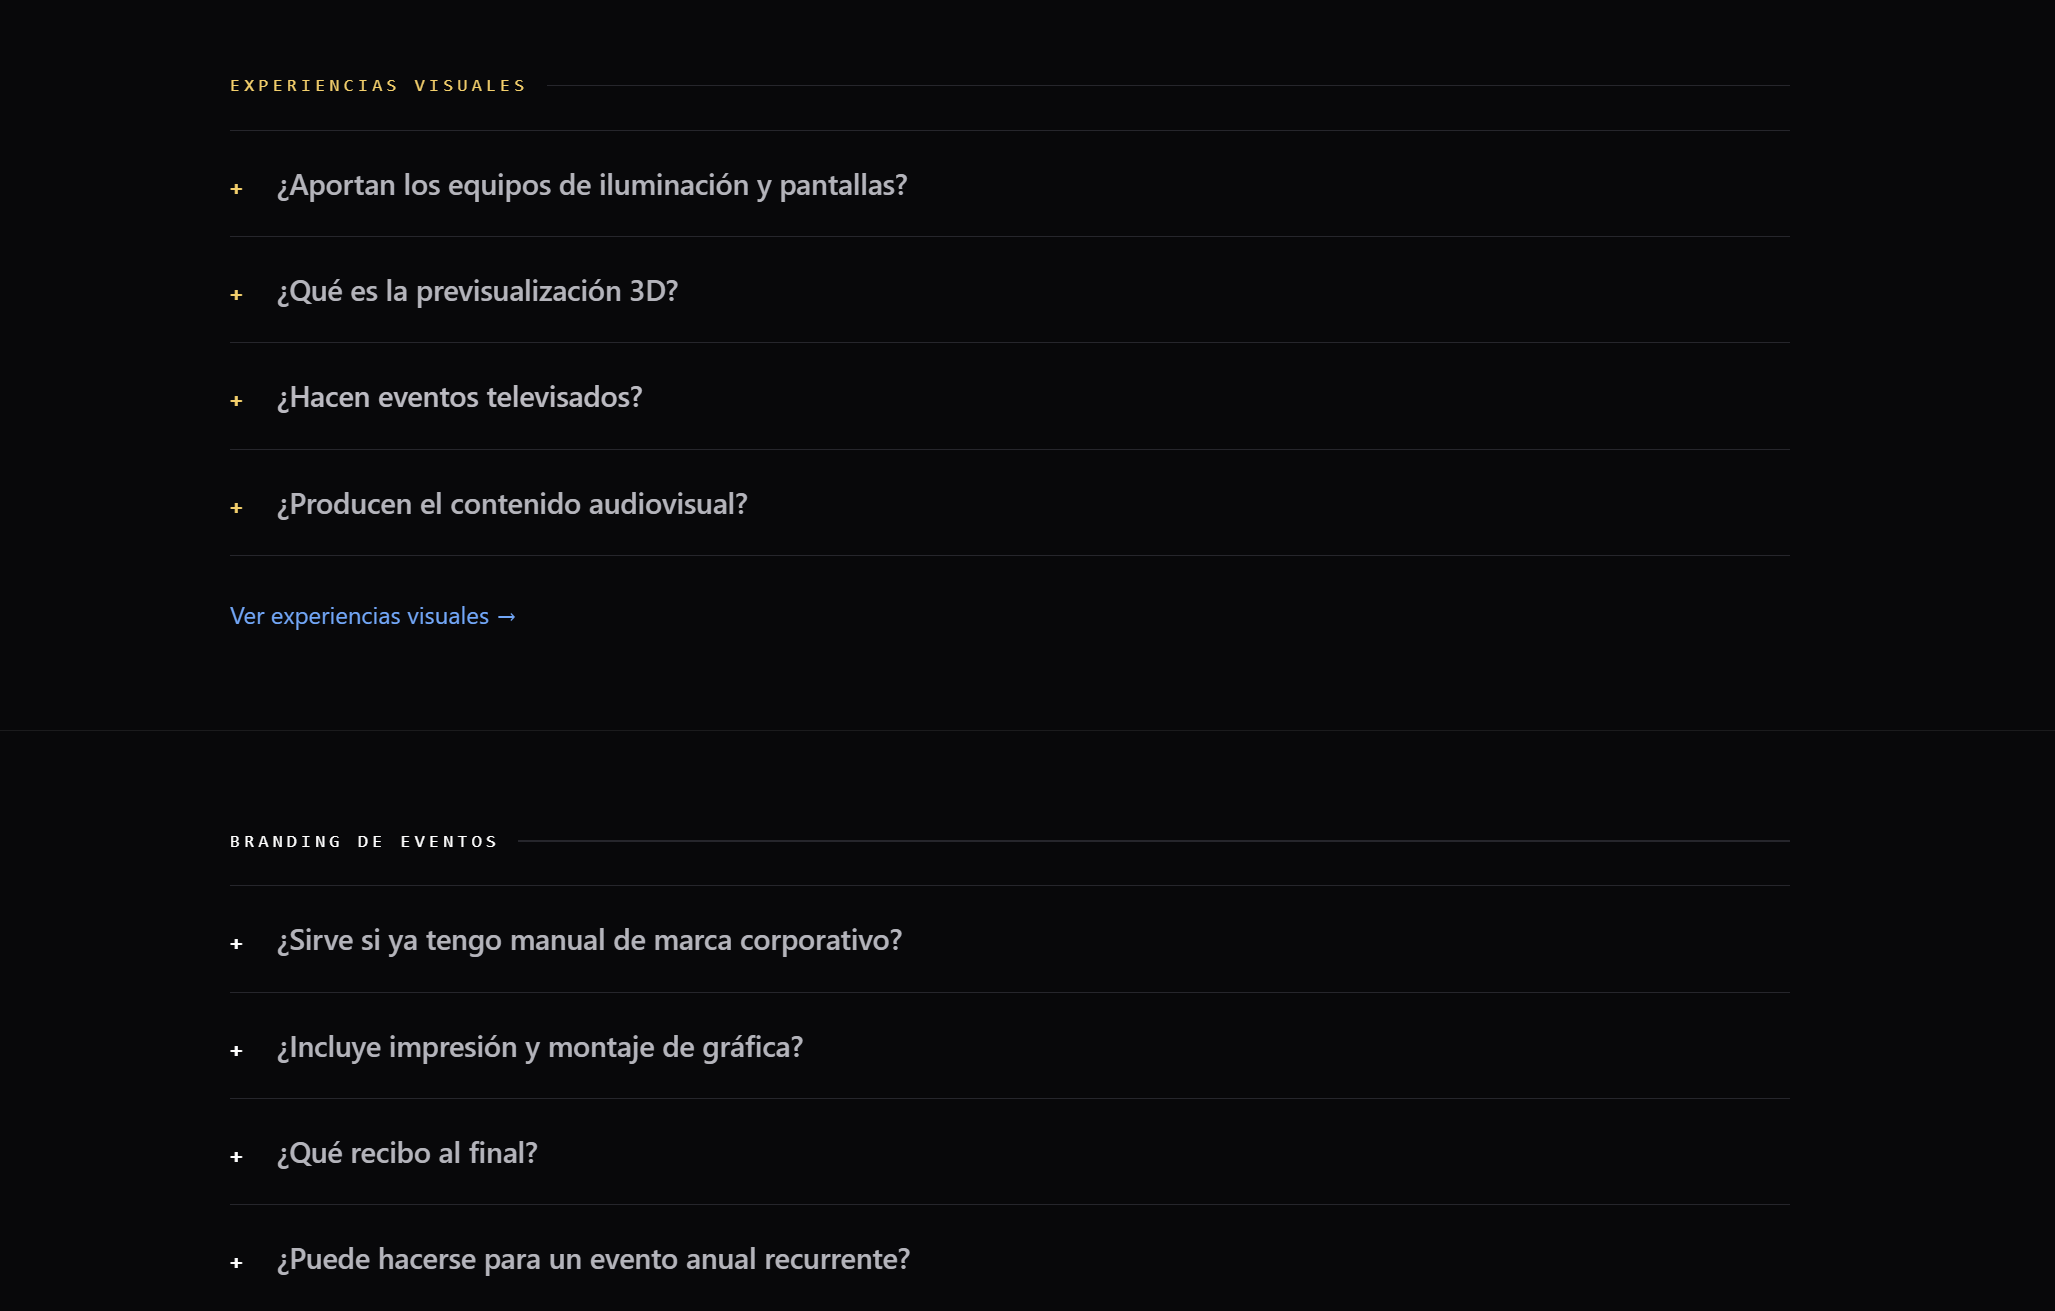 EXPERIENCIAS VISUALES
+ ¿Aportan los equipos de iluminación y pantallas?
+ ¿Qué es la previsualización 3D?
+ ¿Hacen eventos televisados?
+ ¿Producen el contenido audiovisual?
Ver experiencias visuales →
BRANDING DE EVENTOS
+ ¿Sirve si ya tengo manual de marca corporativo?
+ ¿Incluye impresión y montaje de gráfica?
+ ¿Qué recibo al final?
+ ¿Puede hacerse para un evento anual recurrente?